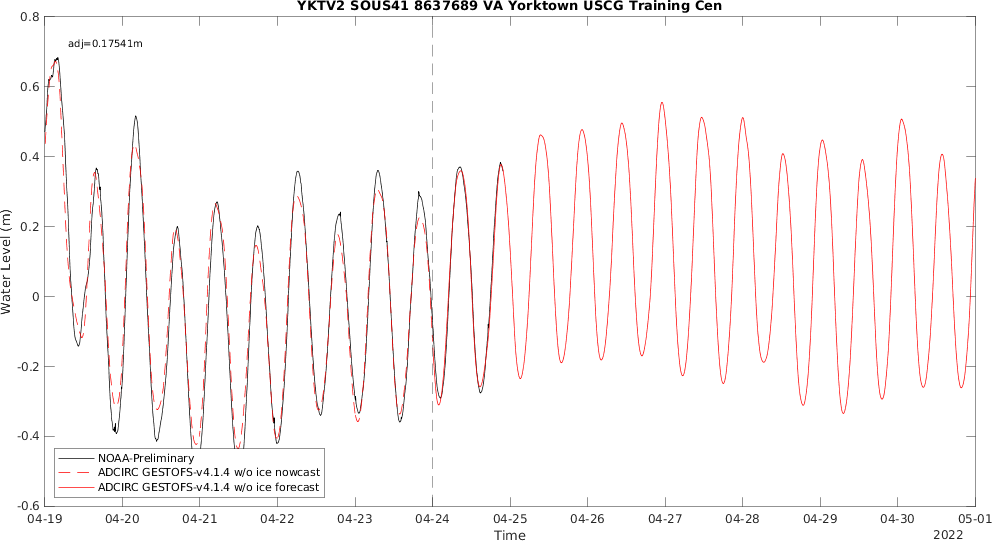 YKTV2 SOUS41 8637689 VA Yorktown USCG Training Cen
adj=0.17541m
0.8
0.6
0.4
0.2
0
-0.2
-0.4
-0.6
Water Level (m)
NOAA-Preliminary
ADCIRC GESTOFS-v4.1.4 w/o ice nowcast
ADCIRC GESTOFS-v4.1.4 w/o ice forecast
04-19 04-20 04-21 04-22 04-23 04-24 04-25 04-26 04-27 04-28 04-29 04-30 05-01
Time
2022